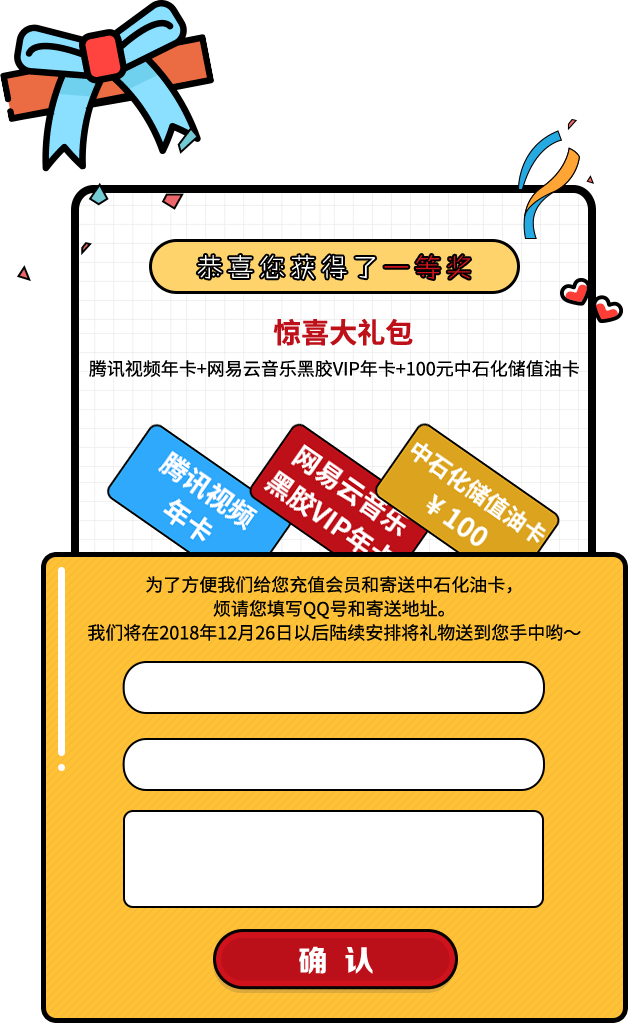 恭喜您获得了一等奖
惊喜大礼包
腾讯视频年卡+网易云音乐黑胶VIP年卡+100元中石化储值油卡
腾讯视频
年卡
网易云音乐
黑胶VIP年卡
中石化储值油卡
￥100
为了方便我们给您充值会员和寄送中石化油卡，
烦请您填写QQ号和寄送地址。
我们将在2018年12月26日以后陆续安排将礼物送到您手中哟～
确 认